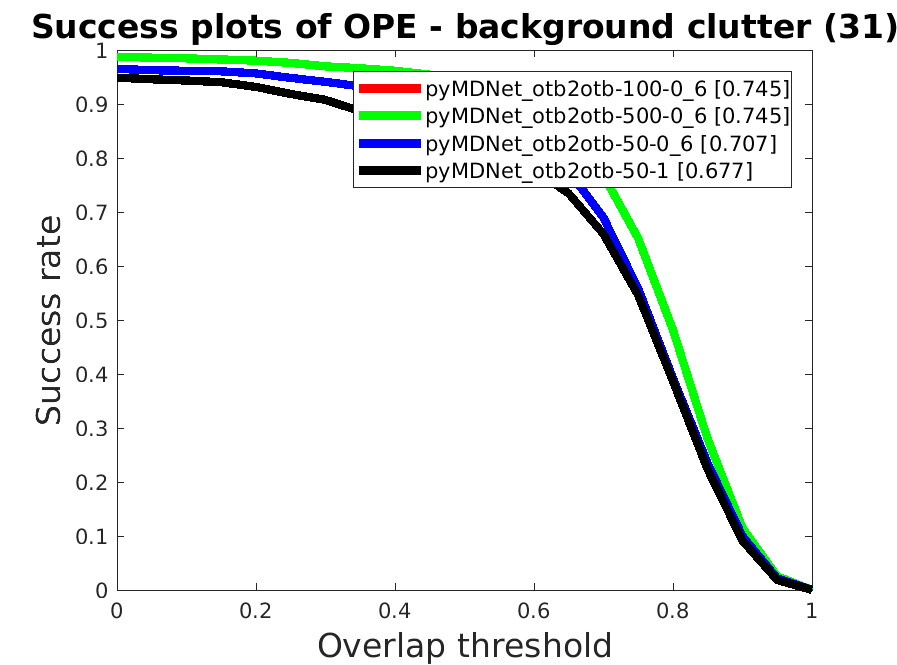 Success plots of OPE - background clutter (31)
1
0.9
0.8
0.7
0.6
0.5
0.4
0.3
0.2
0.1
0
Success rate
pyMDNet_otb2otb-100-0_6 [0.745]
pyMDNet_otb2otb-500-0_6 [0.745]
pyMDNet_otb2otb-50-0_6 [0.707]
pyMDNet_otb2otb-50-1 [0.677]
0 0.2 0.4 0.6 0.8 1
Overlap threshold